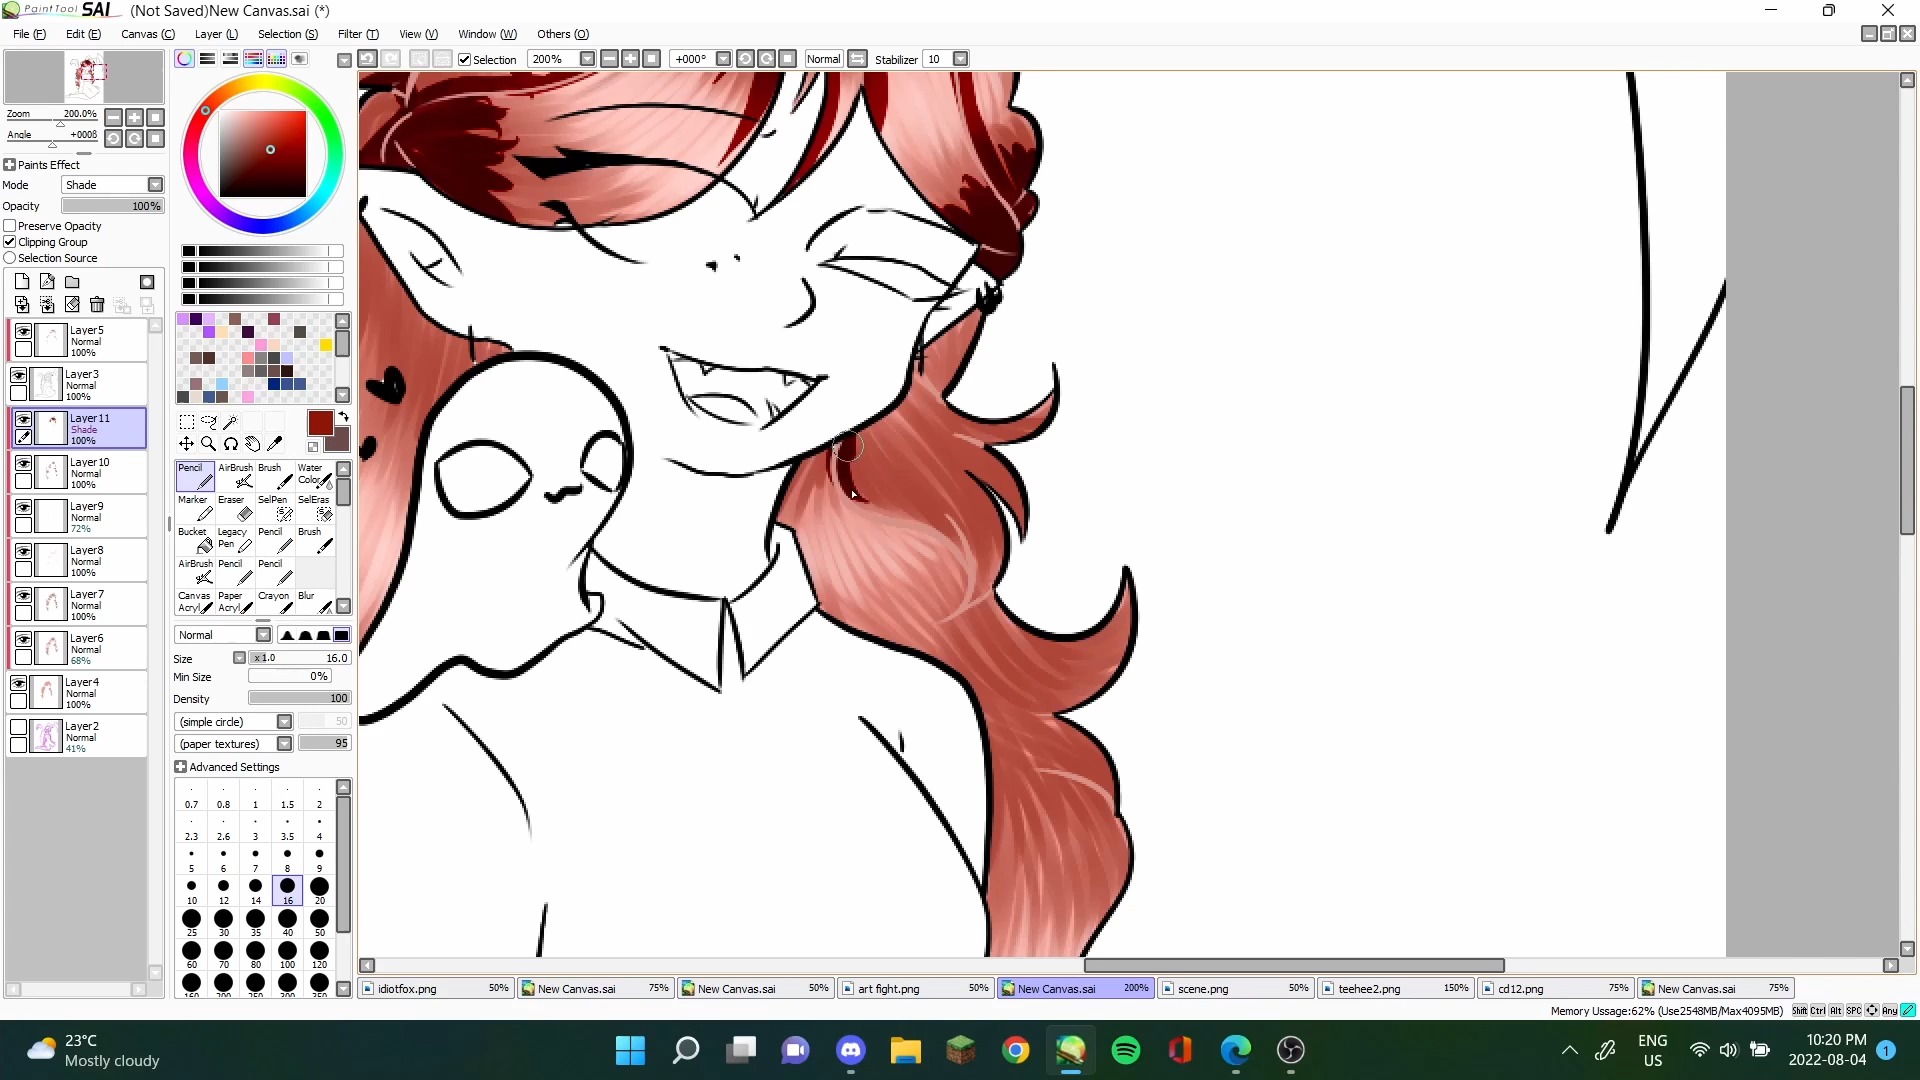 PaintTool SAI (Not Saved)New Canvas.sai (*)
File (F) Edit (E) Canvas (C) Layer (L) Selection (S) Filter (T) View (V) Window (W) Others (O)
Selection 200% +000° Normal Stabilizer 10
Zoom 200.0%
Angle +000ß
Paints Effect
Mode Shade
Opacity 100%
Preserve Opacity
Clipping Group
Selection Source
Layer5
Normal
100%
Layer3
Normal
100%
Layer11
Shade
100%
Layer10
Normal
100%
Layer9
Normal
72%
Layer8
Normal
100%
Layer7
Normal
100%
Layer6
Normal
68%
Layer4
Normal
100%
Layer2
Normal
41%
Pencil AirBrush Brush Water Color
Marker Eraser SelPen SelEras
Bucket Legacy Pen Pencil Brush
AirBrush Pencil Pencil
Canvas Acryl Paper Acryl Crayon Blur
Normal
Size x1.0 16.0
Min Size 0%
Density 100
(simple circle) 50
(paper textures) 95
Advanced Settings
0.7 0.8 1 1.5 2
2.3 2.6 3 3.5 4
5 6 7 8 9
10 12 14 16 20
25 30 35 40 50
60 70 80 100 120
160 200 250 300 350
idiotfox.png 50% New Canvas.sai 75% New Canvas.sai 50% art fight.png 50% New Canvas.sai 200% scene.png 50% teehee2.png 150% cd12.png 75% New Canvas.sai 75%
Memory Ussage:62% (Use2548MB/Max4095MB) Shift Ctrl Alt SPC Any
23°C
Mostly cloudy
ENG
US
10:20 PM
2022-08-04
1